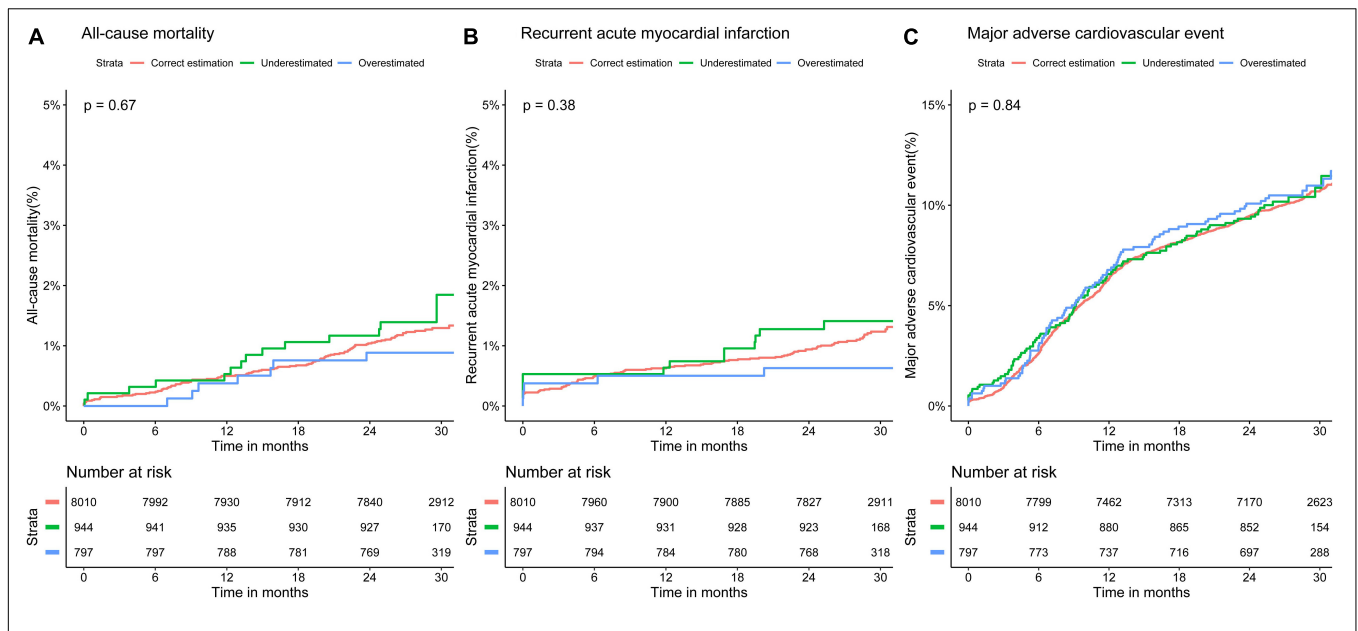 A All-cause mortality
Strata Correct estimation Underestimated Overestimated
p = 0.67
5%
4%
3%
2%
1%
0%
All-cause mortality(%)
0 6 12 18 24 30
Time in months
Number at risk
Strata
8010 7992 7930 7912 7840 2912
944 941 935 930 927 170
797 797 788 781 769 319
0 6 12 18 24 30
Time in months
B Recurrent acute myocardial infarction
Strata Correct estimation Underestimated Overestimated
p = 0.38
5%
4%
3%
2%
1%
0%
Recurrent acute myocardial infarction(%)
0 6 12 18 24 30
Time in months
Number at risk
Strata
8010 7960 7900 7885 7827 2911
944 937 931 928 923 168
797 794 784 780 768 318
0 6 12 18 24 30
Time in months
C Major adverse cardiovascular event
Strata Correct estimation Underestimated Overestimated
p = 0.84
15%
10%
5%
0%
Major adverse cardiovascular event(%)
0 6 12 18 24 30
Time in months
Number at risk
Strata
8010 7799 7462 7313 7170 2623
944 912 880 865 852 154
797 773 737 716 697 288
0 6 12 18 24 30
Time in months